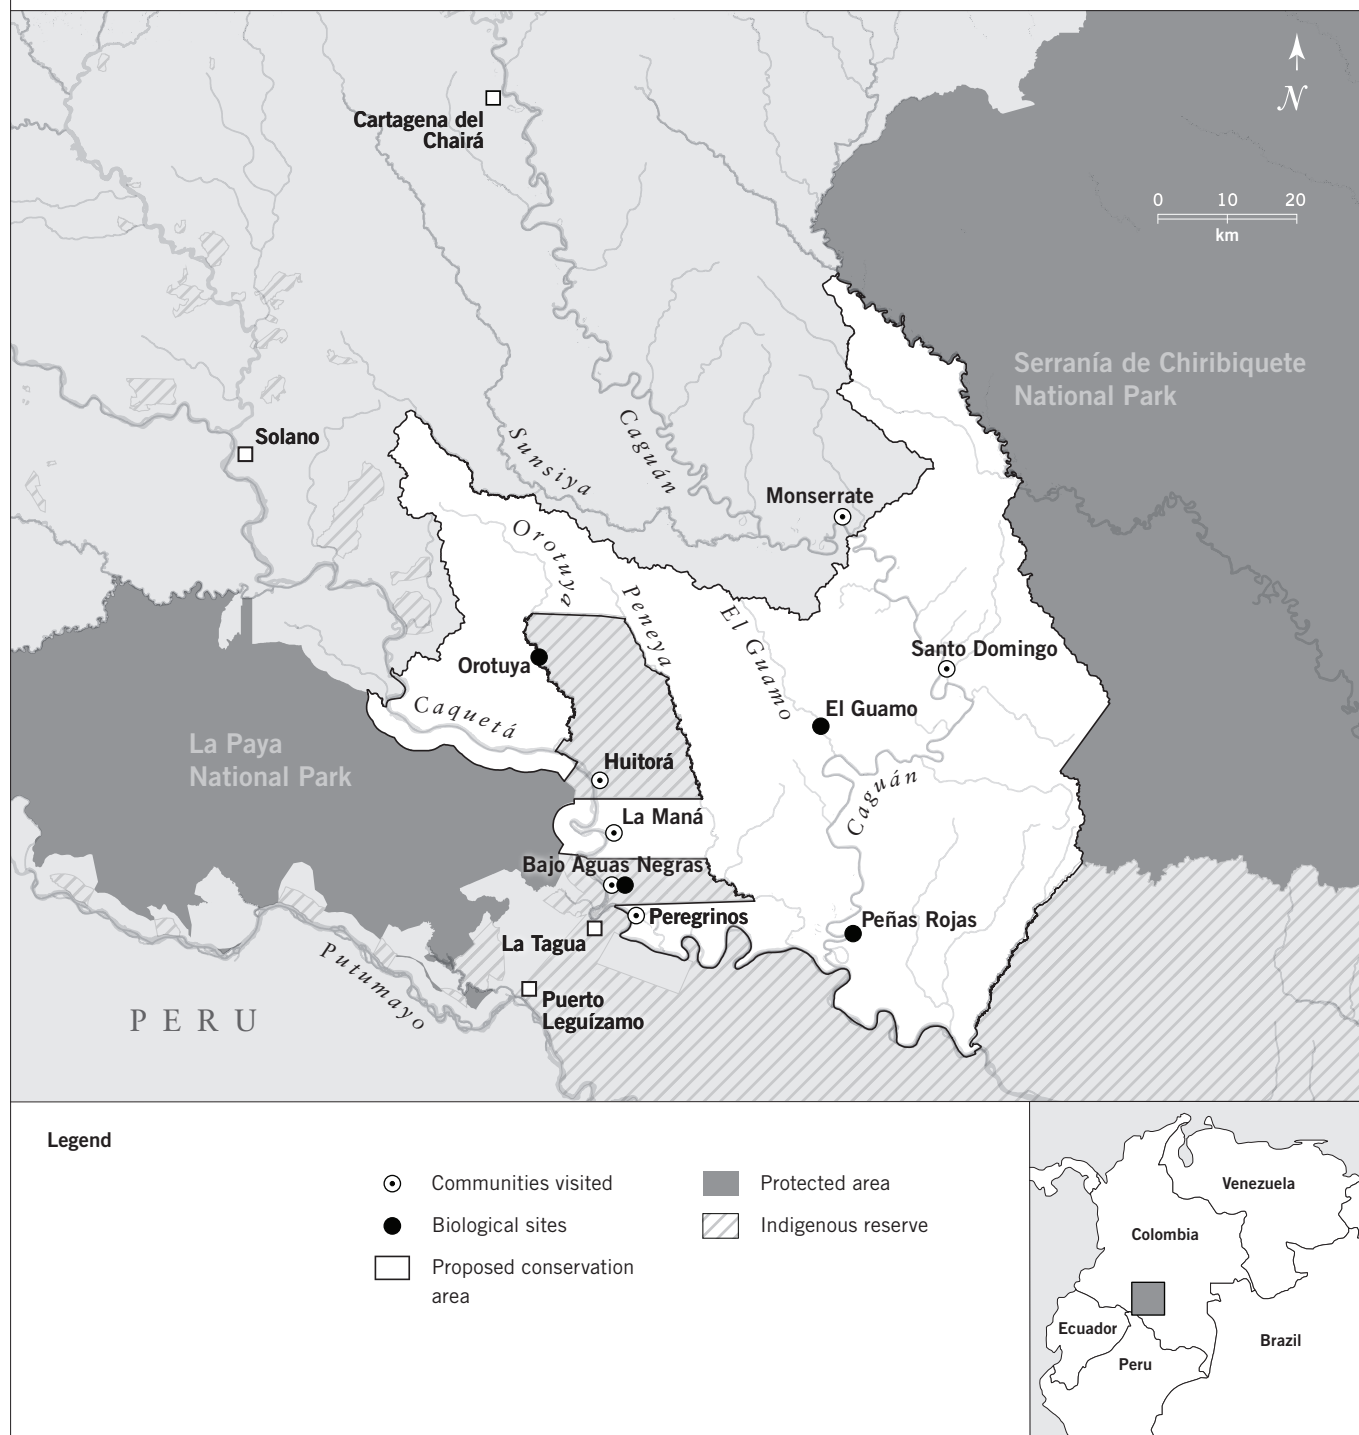 N
Cartagena del
Chairá
0 10 20
km
Serranía de Chiribiquete
National Park
Solano
Sunsiya
Caguán
Monserrate
Orotuya
Peneya
El Guamo
Santo Domingo
Orotuya
Caquetá
El Guamo
La Paya
National Park
Huitorá
Caguán
La Maná
Bajo Aguas Negras
Peregrinos
Peñas Rojas
La Tagua
Putumayo
Puerto
Leguízamo
PERU
Legend
Communities visited
Biological sites
Proposed conservation
area
Protected area
Indigenous reserve
Venezuela
Colombia
Ecuador
Brazil
Peru